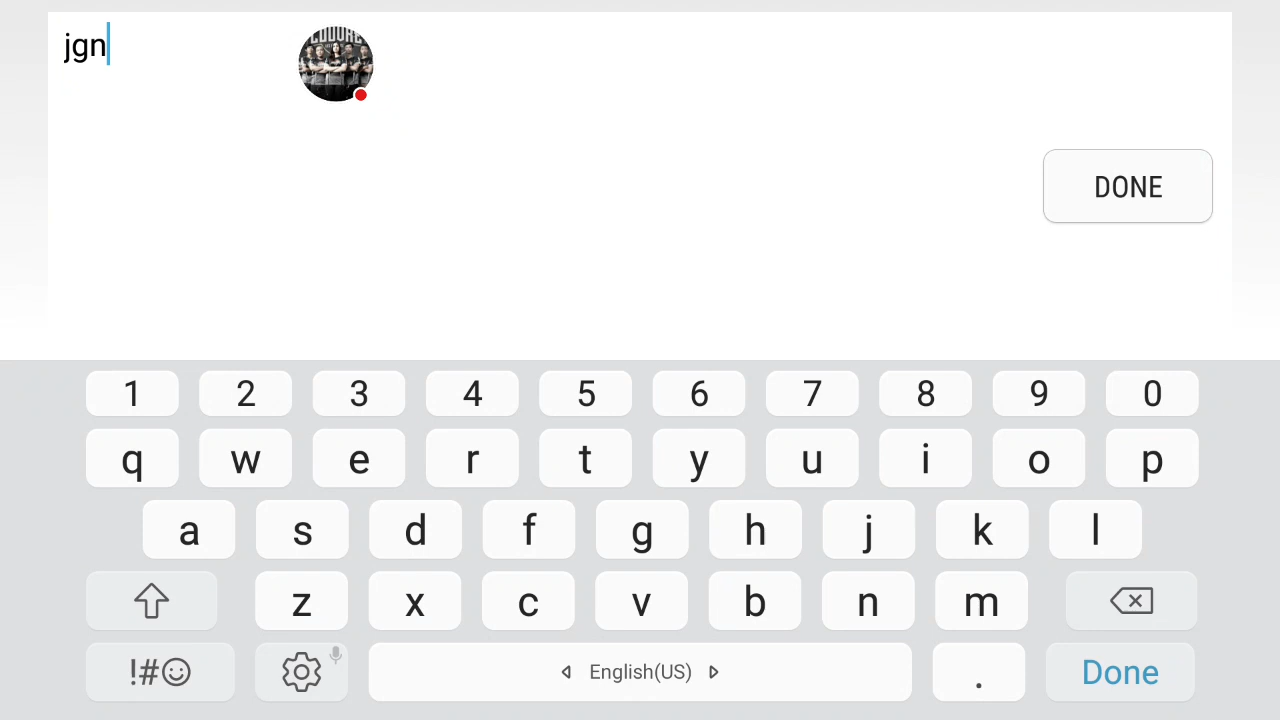 jgn
DONE
1 2 3 4 5 6 7 8 9 0
q w e r t y u i o p
a s d f g h j k l
z x c v b n m
!#☺ English(US) . Done